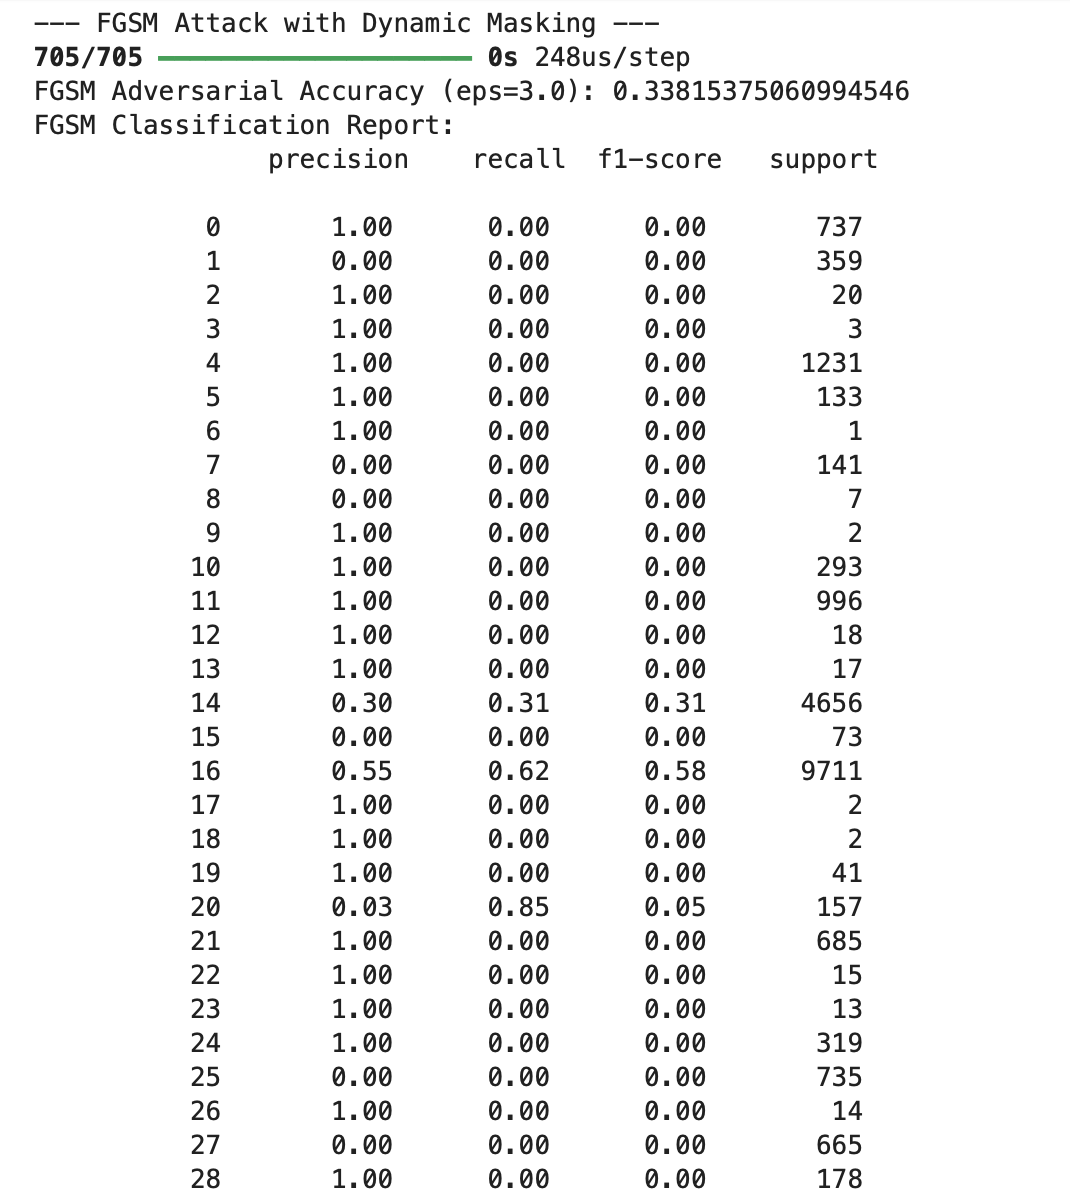 --- FGSM Attack with Dynamic Masking ---
705/705 ━━━━━━━━━━━━━━━━━━━━ 0s 248us/step
FGSM Adversarial Accuracy (eps=3.0): 0.33815375060994546
FGSM Classification Report:
precision recall f1-score support
0 1.00 0.00 0.00 737
1 0.00 0.00 0.00 359
2 1.00 0.00 0.00 20
3 1.00 0.00 0.00 3
4 1.00 0.00 0.00 1231
5 1.00 0.00 0.00 133
6 1.00 0.00 0.00 1
7 0.00 0.00 0.00 141
8 0.00 0.00 0.00 7
9 1.00 0.00 0.00 2
10 1.00 0.00 0.00 293
11 1.00 0.00 0.00 996
12 1.00 0.00 0.00 18
13 1.00 0.00 0.00 17
14 0.30 0.31 0.31 4656
15 0.00 0.00 0.00 73
16 0.55 0.62 0.58 9711
17 1.00 0.00 0.00 2
18 1.00 0.00 0.00 2
19 1.00 0.00 0.00 41
20 0.03 0.85 0.05 157
21 1.00 0.00 0.00 685
22 1.00 0.00 0.00 15
23 1.00 0.00 0.00 13
24 1.00 0.00 0.00 319
25 0.00 0.00 0.00 735
26 1.00 0.00 0.00 14
27 0.00 0.00 0.00 665
28 1.00 0.00 0.00 178